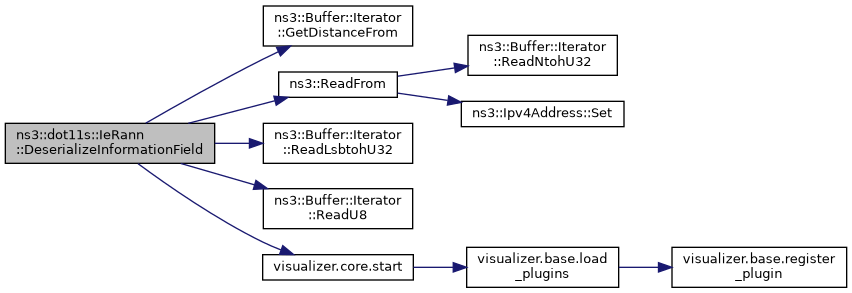 ns3::dot11s::IeRann
::DeserializeInformationField
ns3::Buffer::Iterator
::GetDistanceFrom
ns3::ReadFrom
ns3::Buffer::Iterator
::ReadNtohU32
ns3::Ipv4Address::Set
ns3::Buffer::Iterator
::ReadLsbtohU32
ns3::Buffer::Iterator
::ReadU8
visualizer.core.start
visualizer.base.load
_plugins
visualizer.base.register
_plugin